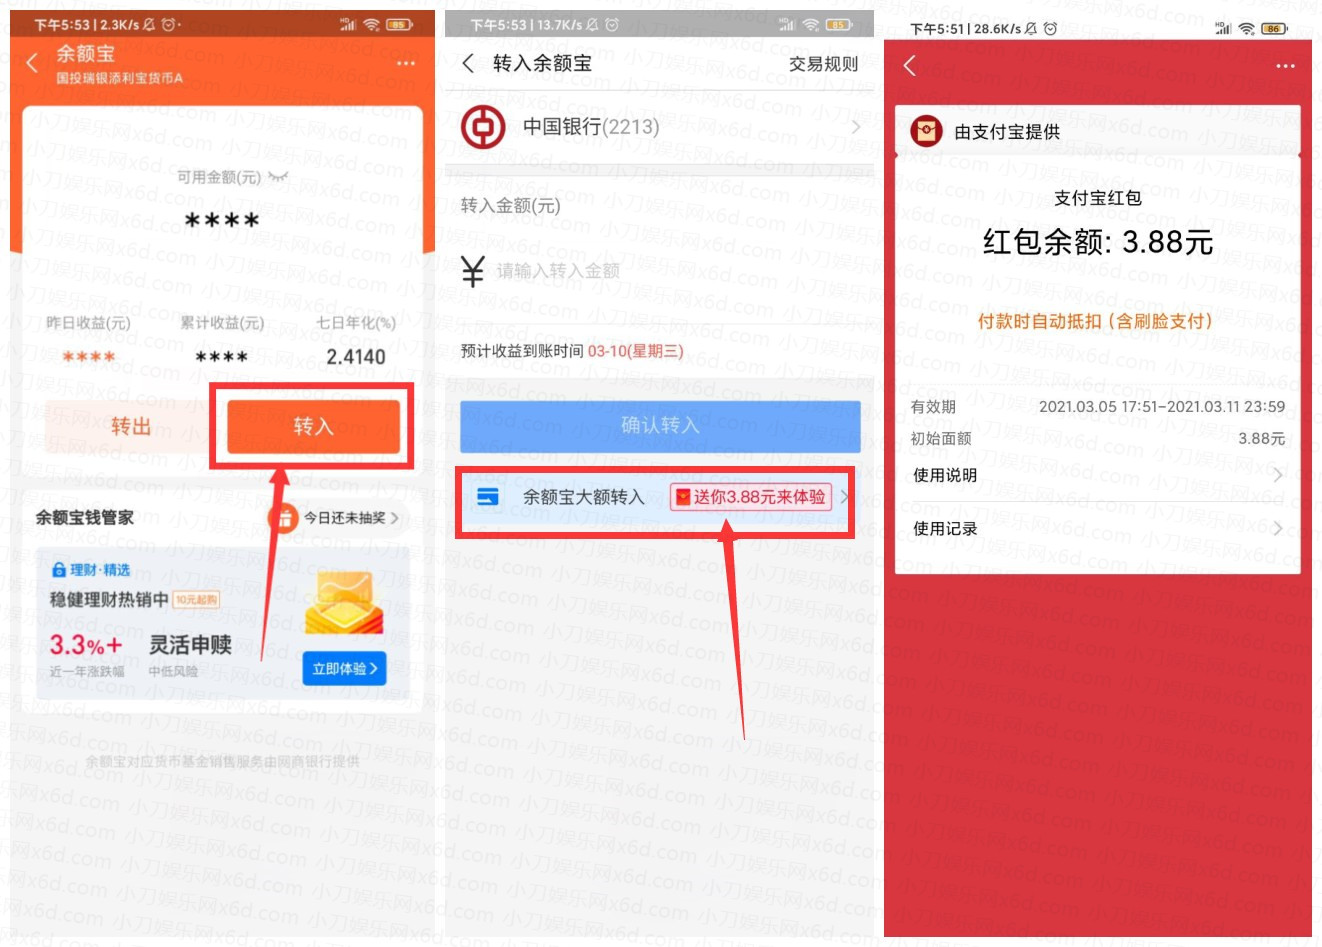 下午5:53 | 2.3K/s
HD
85
余额宝
国投瑞银添利宝货币A
可用金额(元)
****
昨日收益(元)
累计收益(元)
七日年化(%)
****
****
2.4140
转出
转入
余额宝钱管家
今日还未抽奖
理财·精选
稳健理财热销中
10元起购
3.3%+
灵活申赎
近一年涨跌幅
中低风险
立即体验
余额宝对应货币基金销售服务由网商银行提供
下午5:53 | 13.7K/s
HD
85
转入余额宝
交易规则
中国银行(2213)
转入金额(元)
¥ 请输入转入金额
预计收益到账时间 03-10(星期三)
确认转入
余额宝大额转入
送你3.88元来体验
下午5:51 | 28.6K/s
HD
86
由支付宝提供
支付宝红包
红包余额: 3.88元
付款时自动抵扣 (含刷脸支付)
有效期
2021.03.05 17:51-2021.03.11 23:59
初始面额
3.88元
使用说明
使用记录
小刀娱乐网x6d.com